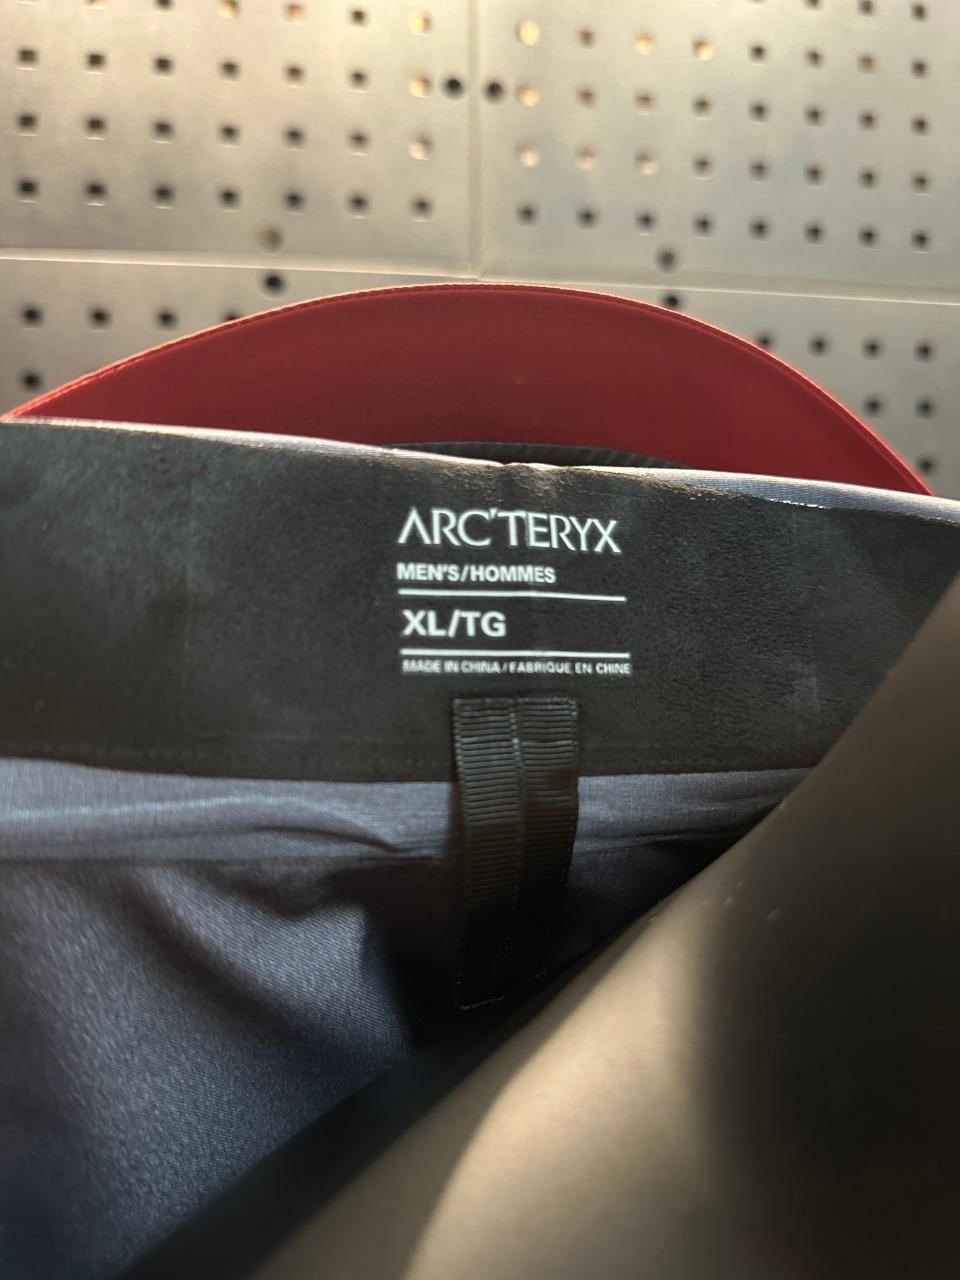 ARC'TERYX
MEN'S/HOMMES
XL/TG
MADE IN CHINA / FABRIQUE EN CHINE